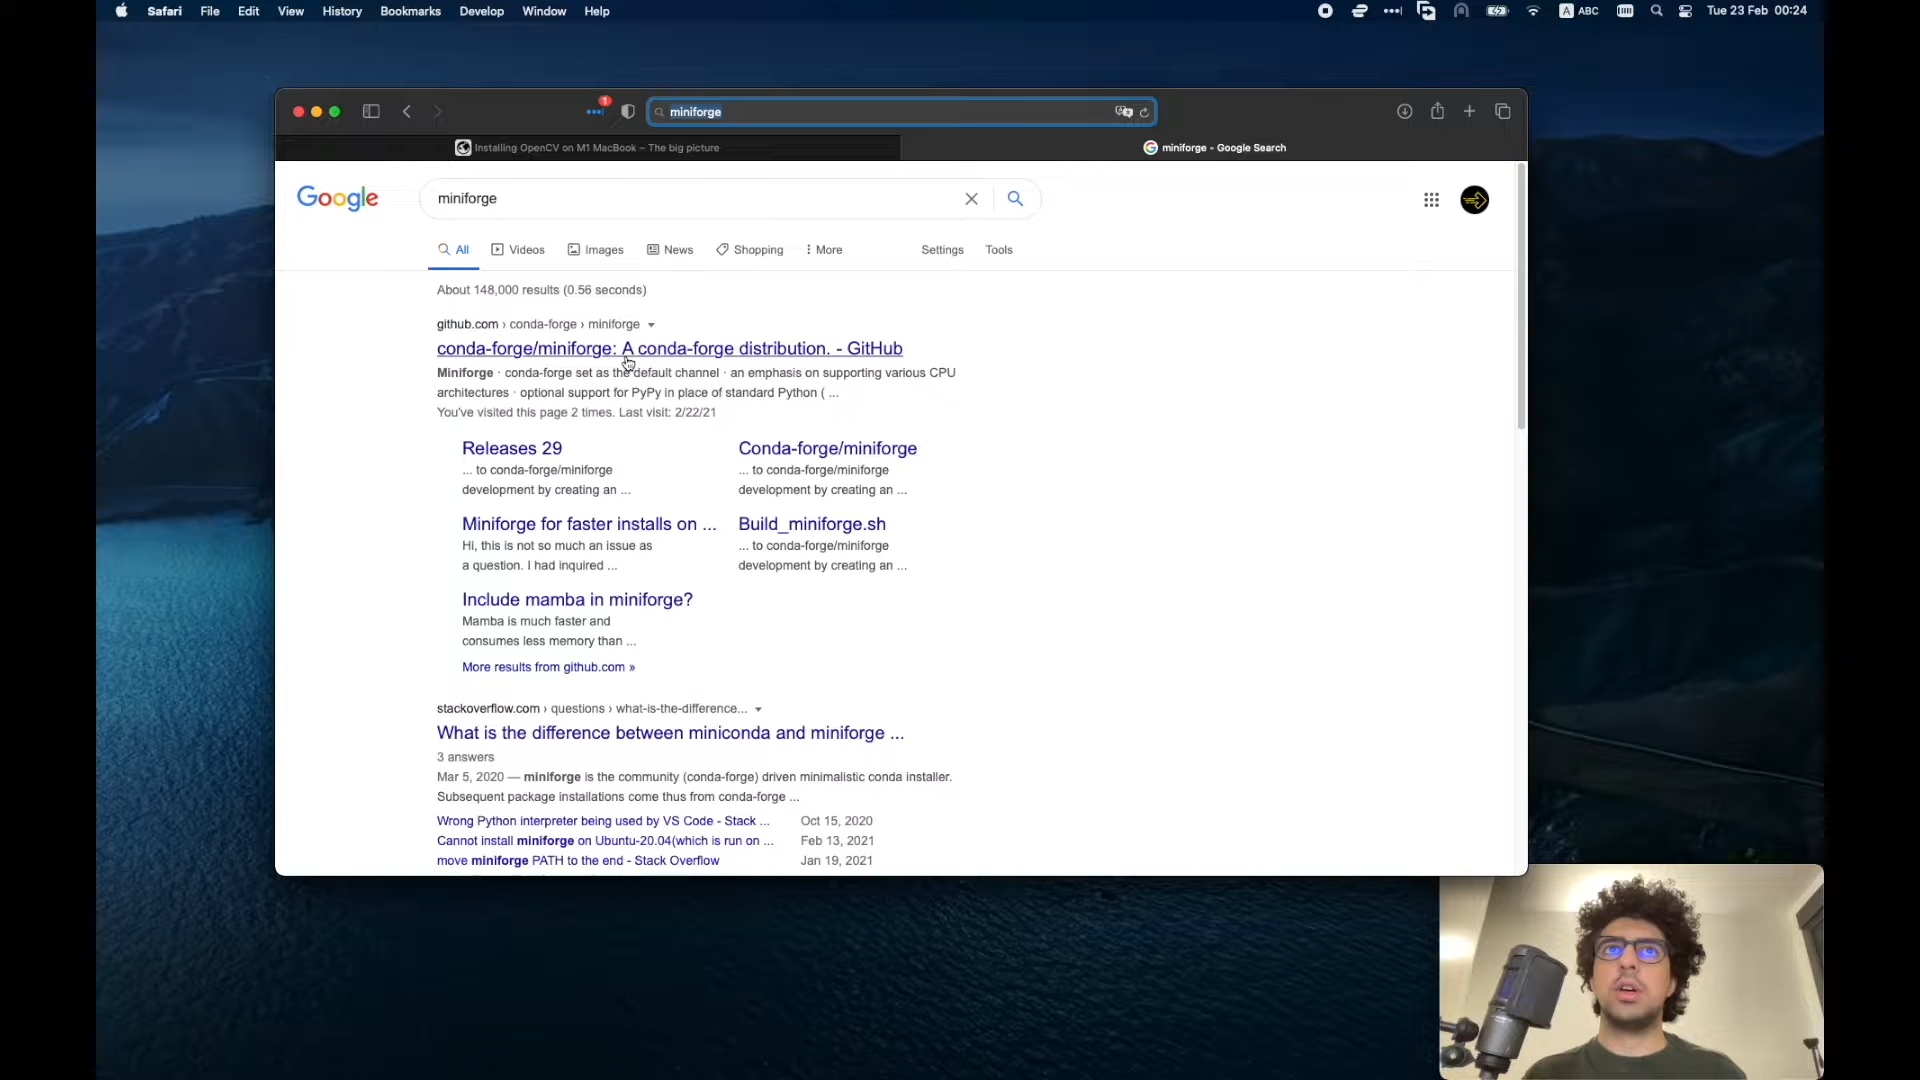 Safari File Edit View History Bookmarks Develop Window Help
A ABC Tue 23 Feb 00:24
1
miniforge
Installing OpenCV on M1 MacBook – The big picture
miniforge - Google Search
Google
miniforge
All Videos Images News Shopping More Settings Tools
About 148,000 results (0.56 seconds)
github.com › conda-forge › miniforge
conda-forge/miniforge: A conda-forge distribution. - GitHub
Miniforge · conda-forge set as the default channel · an emphasis on supporting various CPU
architectures · optional support for PyPy in place of standard Python ( ...
You've visited this page 2 times. Last visit: 2/22/21
Releases 29
... to conda-forge/miniforge
development by creating an ...
Conda-forge/miniforge
... to conda-forge/miniforge
development by creating an ...
Miniforge for faster installs on ...
Hi, this is not so much an issue as
a question. I had inquired ...
Build_miniforge.sh
... to conda-forge/miniforge
development by creating an ...
Include mamba in miniforge?
Mamba is much faster and
consumes less memory than ...
More results from github.com »
stackoverflow.com › questions › what-is-the-difference...
What is the difference between miniconda and miniforge ...
3 answers
Mar 5, 2020 — miniforge is the community (conda-forge) driven minimalistic conda installer.
Subsequent package installations come thus from conda-forge ...
Wrong Python interpreter being used by VS Code - Stack ... Oct 15, 2020
Cannot install miniforge on Ubuntu-20.04(which is run on ... Feb 13, 2021
move miniforge PATH to the end - Stack Overflow Jan 19, 2021